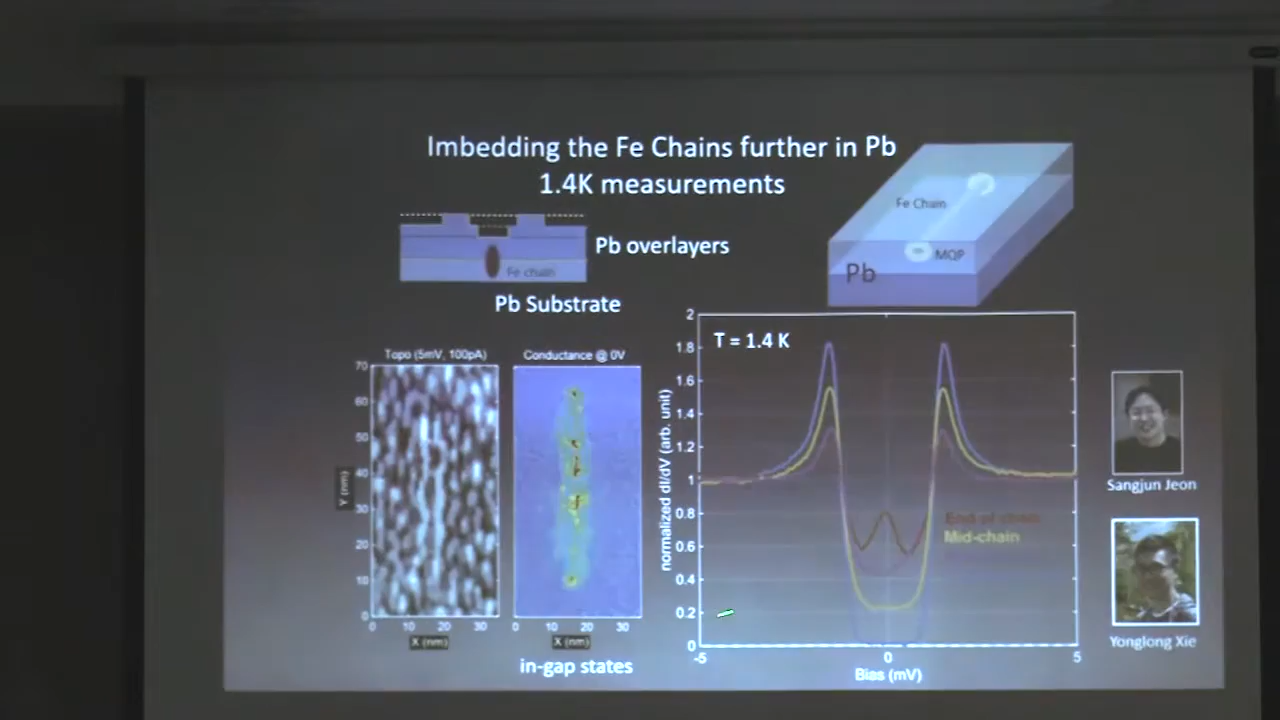 Imbedding the Fe Chains further in Pb
1.4K measurements
Fe Chain
MQP
Pb
Pb overlayers
Fe chain
Pb Substrate
Topo (5mV, 100pA)
70
60
50
40
30
20
10
0
Y (nm)
0 10 20 30
X (nm)
Conductance @ 0V
0 10 20 30
X (nm)
in-gap states
T = 1.4 K
2
1.8
1.6
1.4
1.2
1
0.8
0.6
0.4
0.2
0
normalized dI/dV (arb. unit)
End of chain
Mid-chain
-5 0 5
Bias (mV)
Sangjun Jeon
Yonglong Xie